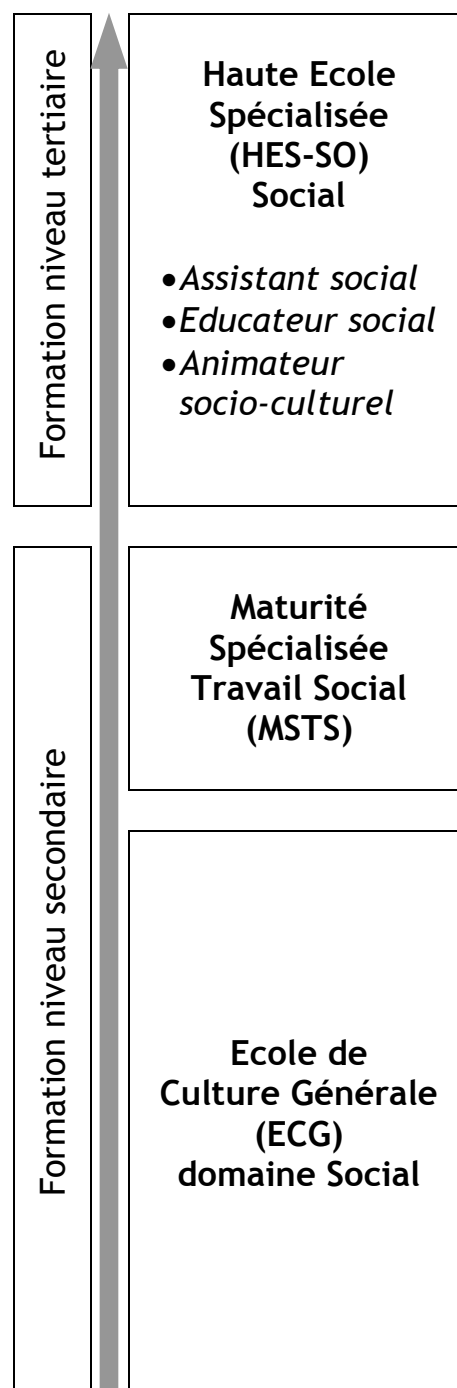 Formation niveau tertiaire
Haute Ecole
Spécialisée
(HES-SO)
Social
•Assistant social
•Educateur social
•Animateur
socio-culturel
Formation niveau secondaire
Maturité
Spécialisée
Travail Social
(MSTS)
Ecole de
Culture Générale
(ECG)
domaine Social